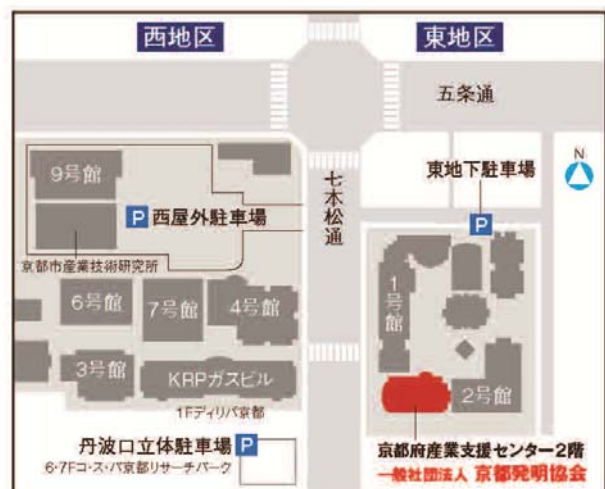 西地区
東地区
五条通
N
七本松通
9号館
P 西屋外駐車場
東地下駐車場
P
京都市産業技術研究所
6号館
7号館
4号館
1号館
3号館
KRPガスビル
2号館
1Fディリパ京都
丹波口立体駐車場 P
6・7Fコ・ス・パ京都リサーチパーク
京都府産業支援センター2階
一般社団法人 京都発明協会